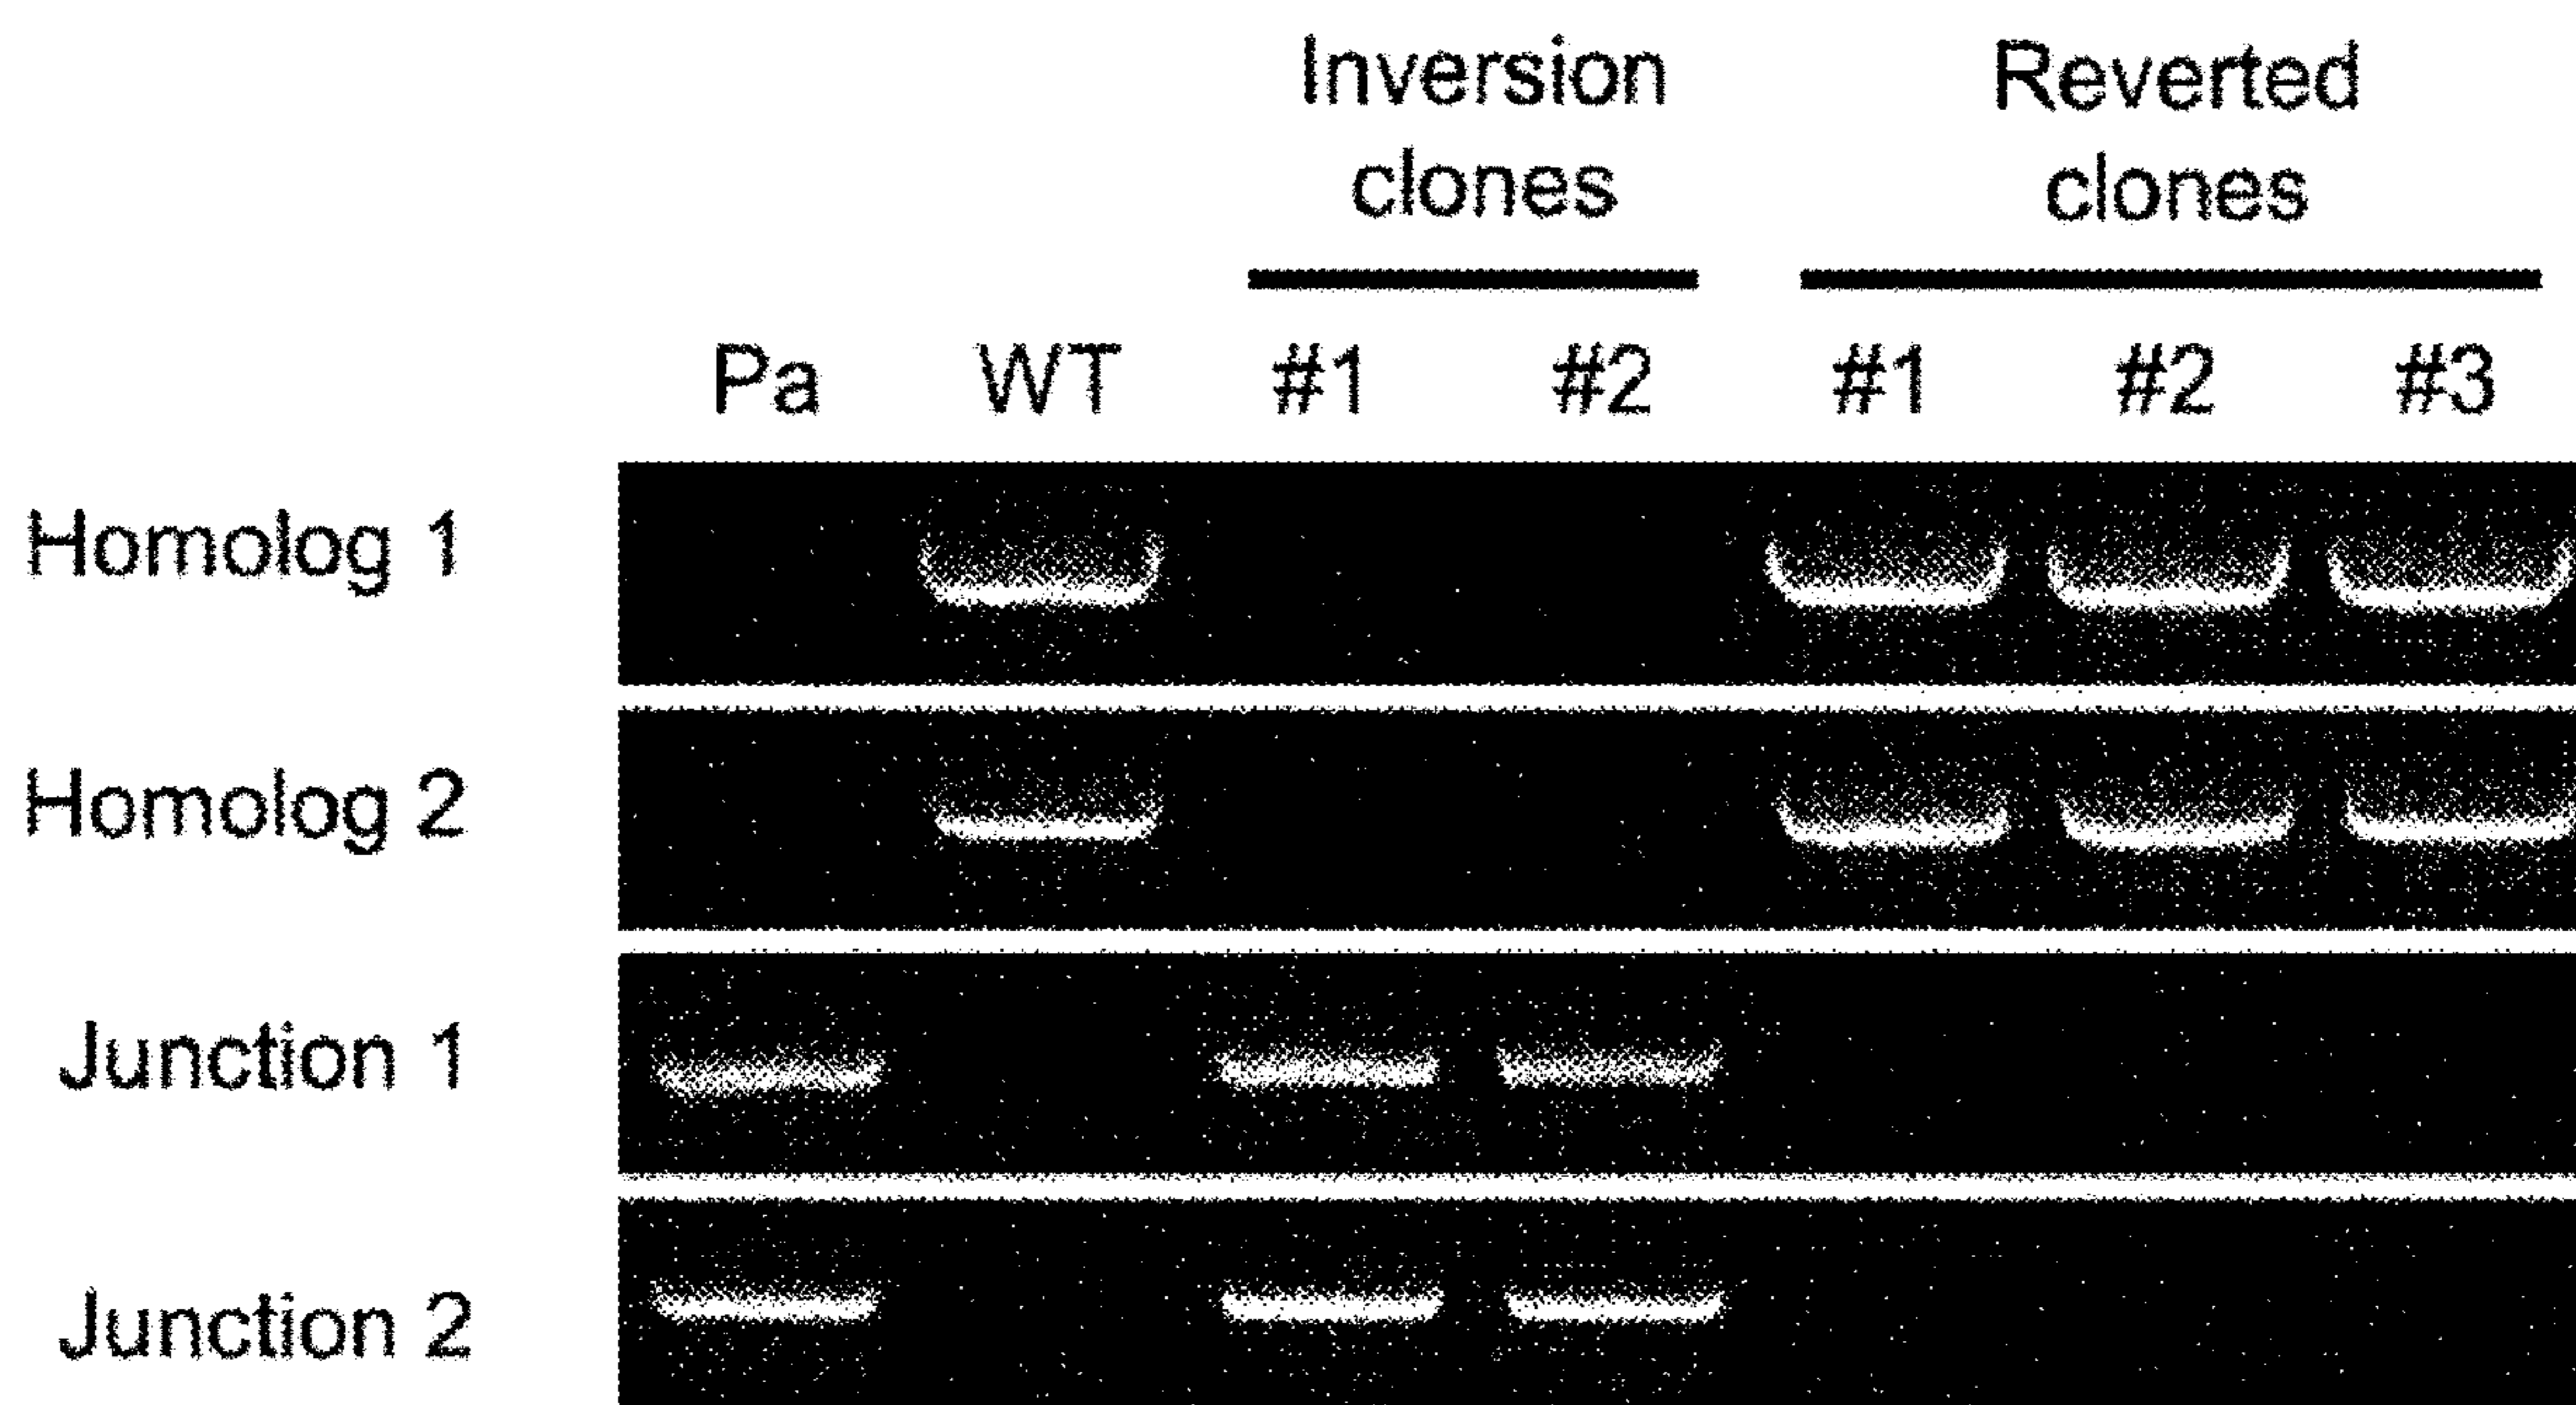 Inversion clones
Reverted clones
Pa WT #1 #2 #1 #2 #3
Homolog 1
Homolog 2
Junction 1
Junction 2